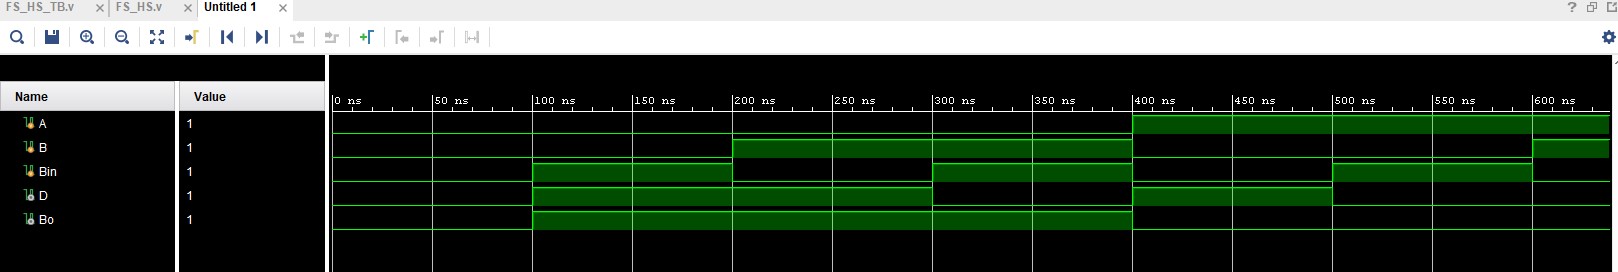 FS_HS_TB.v × FS_HS.v × Untitled 1 ×
?
Name Value
0 ns 50 ns 100 ns 150 ns 200 ns 250 ns 300 ns 350 ns 400 ns 450 ns 500 ns 550 ns 600 ns
A 1
B 1
Bin 1
D 1
Bo 1